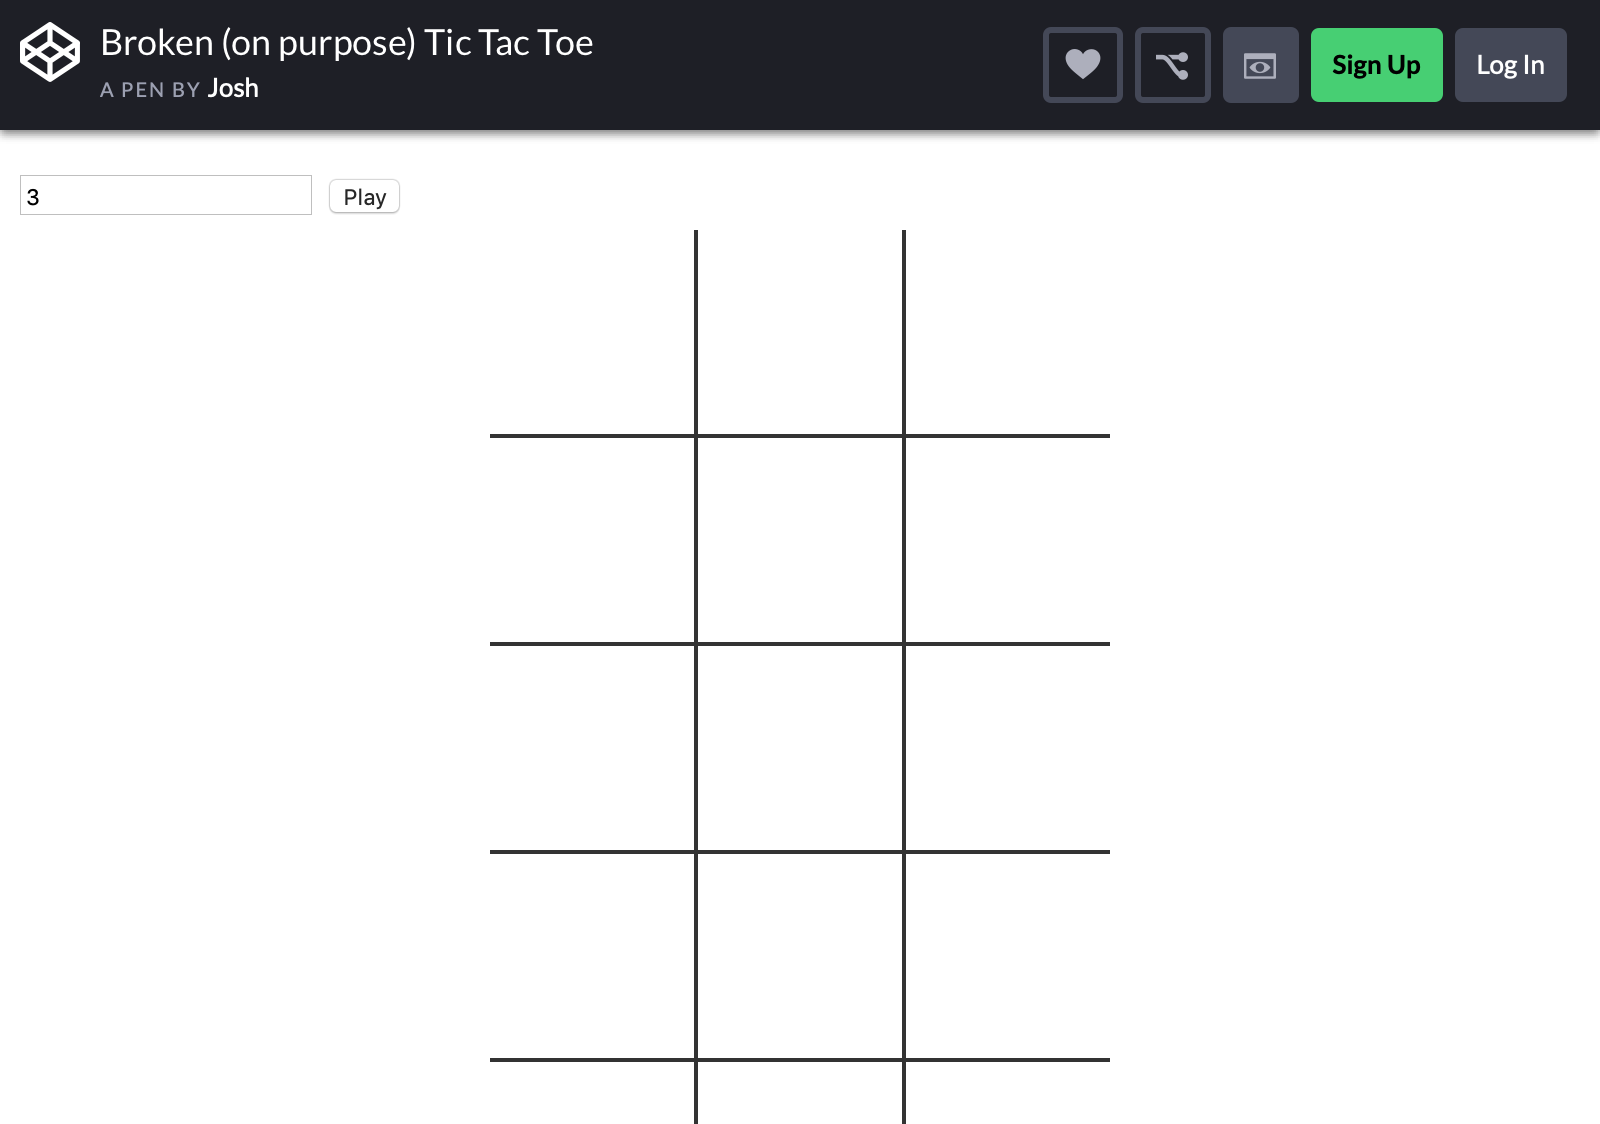 Broken (on purpose) Tic Tac Toe
A PEN BY Josh
Sign Up
Log In
3
Play